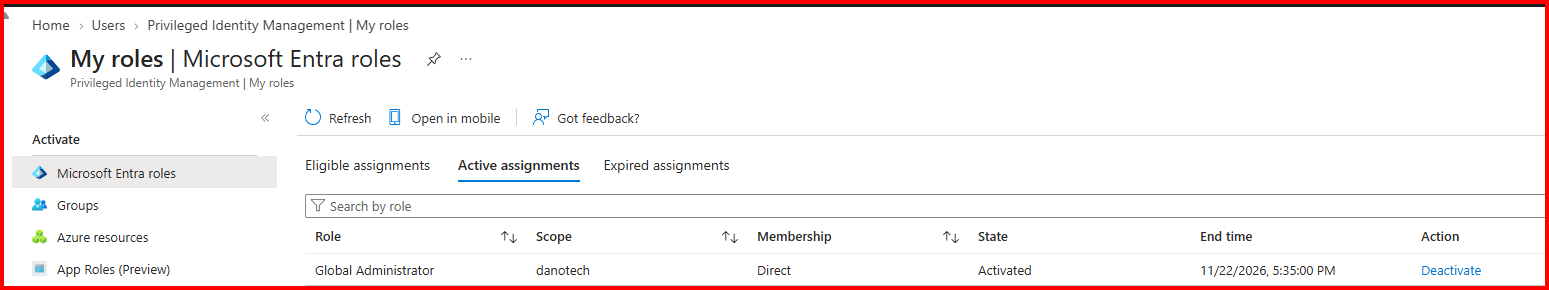 Home > Users > Privileged Identity Management | My roles
My roles | Microsoft Entra roles ...
Privileged Identity Management | My roles
«
Refresh Open in mobile Got feedback?
Activate
Microsoft Entra roles
Groups
Azure resources
App Roles (Preview)
Eligible assignments Active assignments Expired assignments
Search by role
Role Scope Membership State End time Action
Global Administrator danotech Direct Activated 11/22/2026, 5:35:00 PM Deactivate